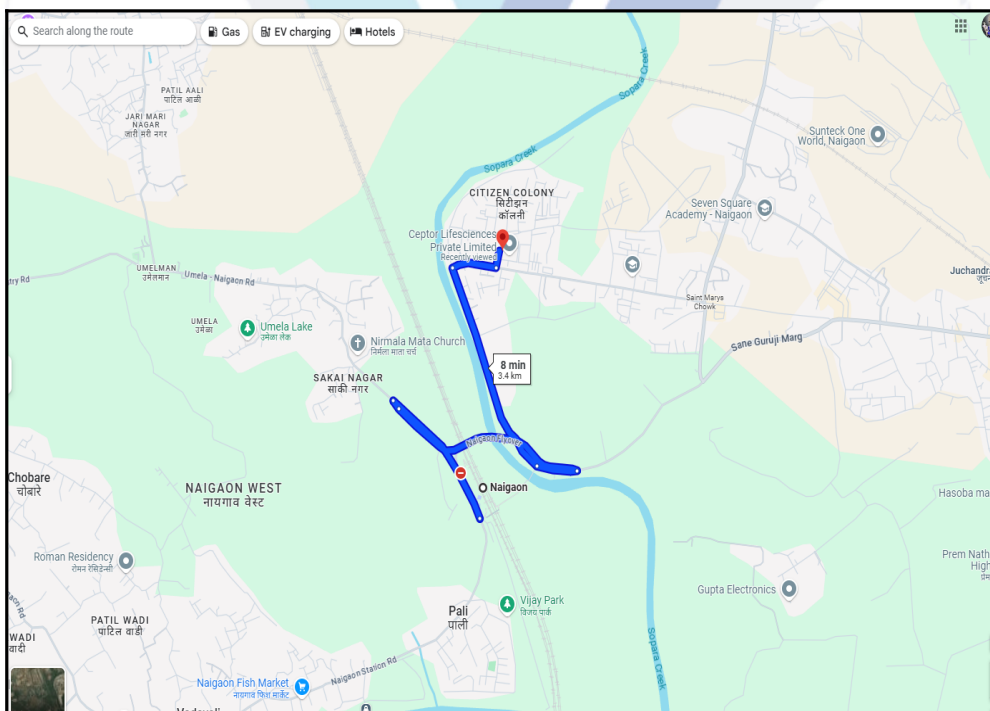 Search along the route
Gas
EV charging
Hotels
PATIL AALI
पाटिल आळी
JARI MARI
NAGAR
जारी मरी नगर
Sopara Creek
Sunteck One
World, Naigaon
Sopara Creek
CITIZEN COLONY
सिटीझन
कॉलनी
Seven Square
Academy - Naigaon
Ceptor Lifesciences
Private Limited
Recently viewed
UMELMAN
उमेलमान
Umela - Naigaon Rd
try Rd
Juchandra
Saint Marys
Chowk
UMELA
उमेळा
Umela Lake
उमेळा लेक
Nirmala Mata Church
निर्मला माता चर्च
Sane Guruji Marg
8 min
3.4 km
SAKAI NAGAR
साकी नगर
Naigaon Flyover
Chobare
चोबारे
NAIGAON WEST
नायगाव वेस्ट
Naigaon
Hasoba ma
Roman Residency
रोमन रेसिडेन्सी
Prem Nath
High
Gupta Electronics
Vijay Park
विजय पार्क
Pali
पाली
PATIL WADI
पाटिल वाडी
WADI
वादी
Sopara Creek
Naigaon Station Rd
Naigaon Fish Market
नायगाव फिश मार्केट